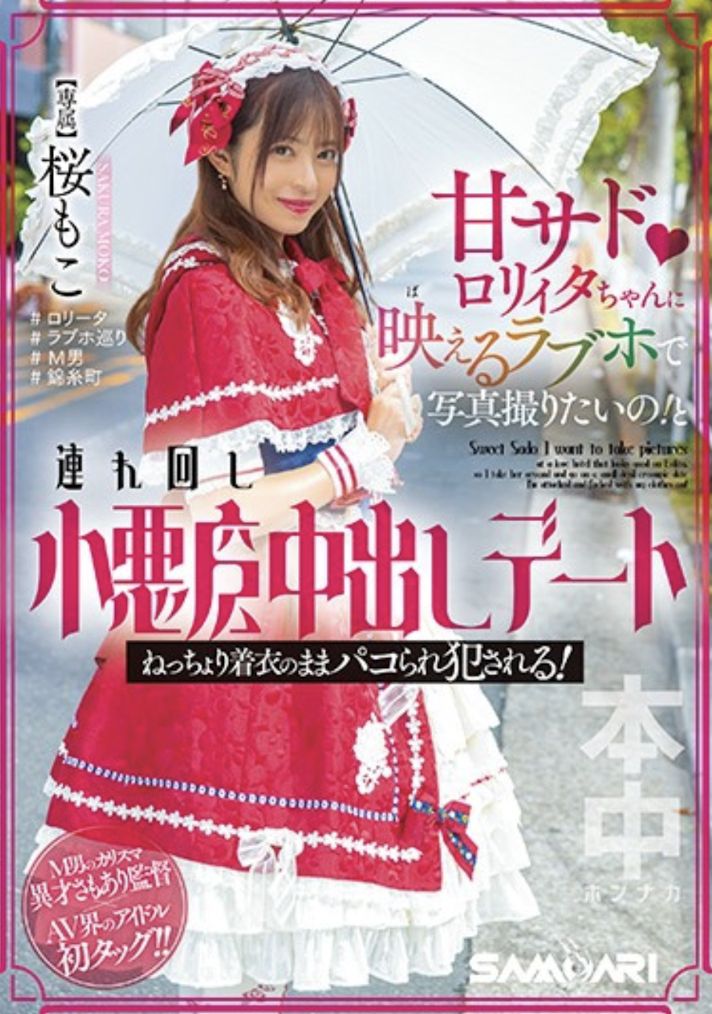 【専属】桜もこ
SAKURA MOKO
# ロリータ
# ラブホ巡り
# M男
# 錦糸町
甘サド♥
ロリィタちゃんに
映えるラブホで
ば
写真撮りたいの!と
Sweet Sado I want to take pictures
連れ回し
小悪魔中出しデート
ねっちょり着衣のままパコられ犯される!
本中
ホンナカ
M男のカリスマ
異才さもあり監督
AV界のアイドル
初タッグ!!
SAMOARI